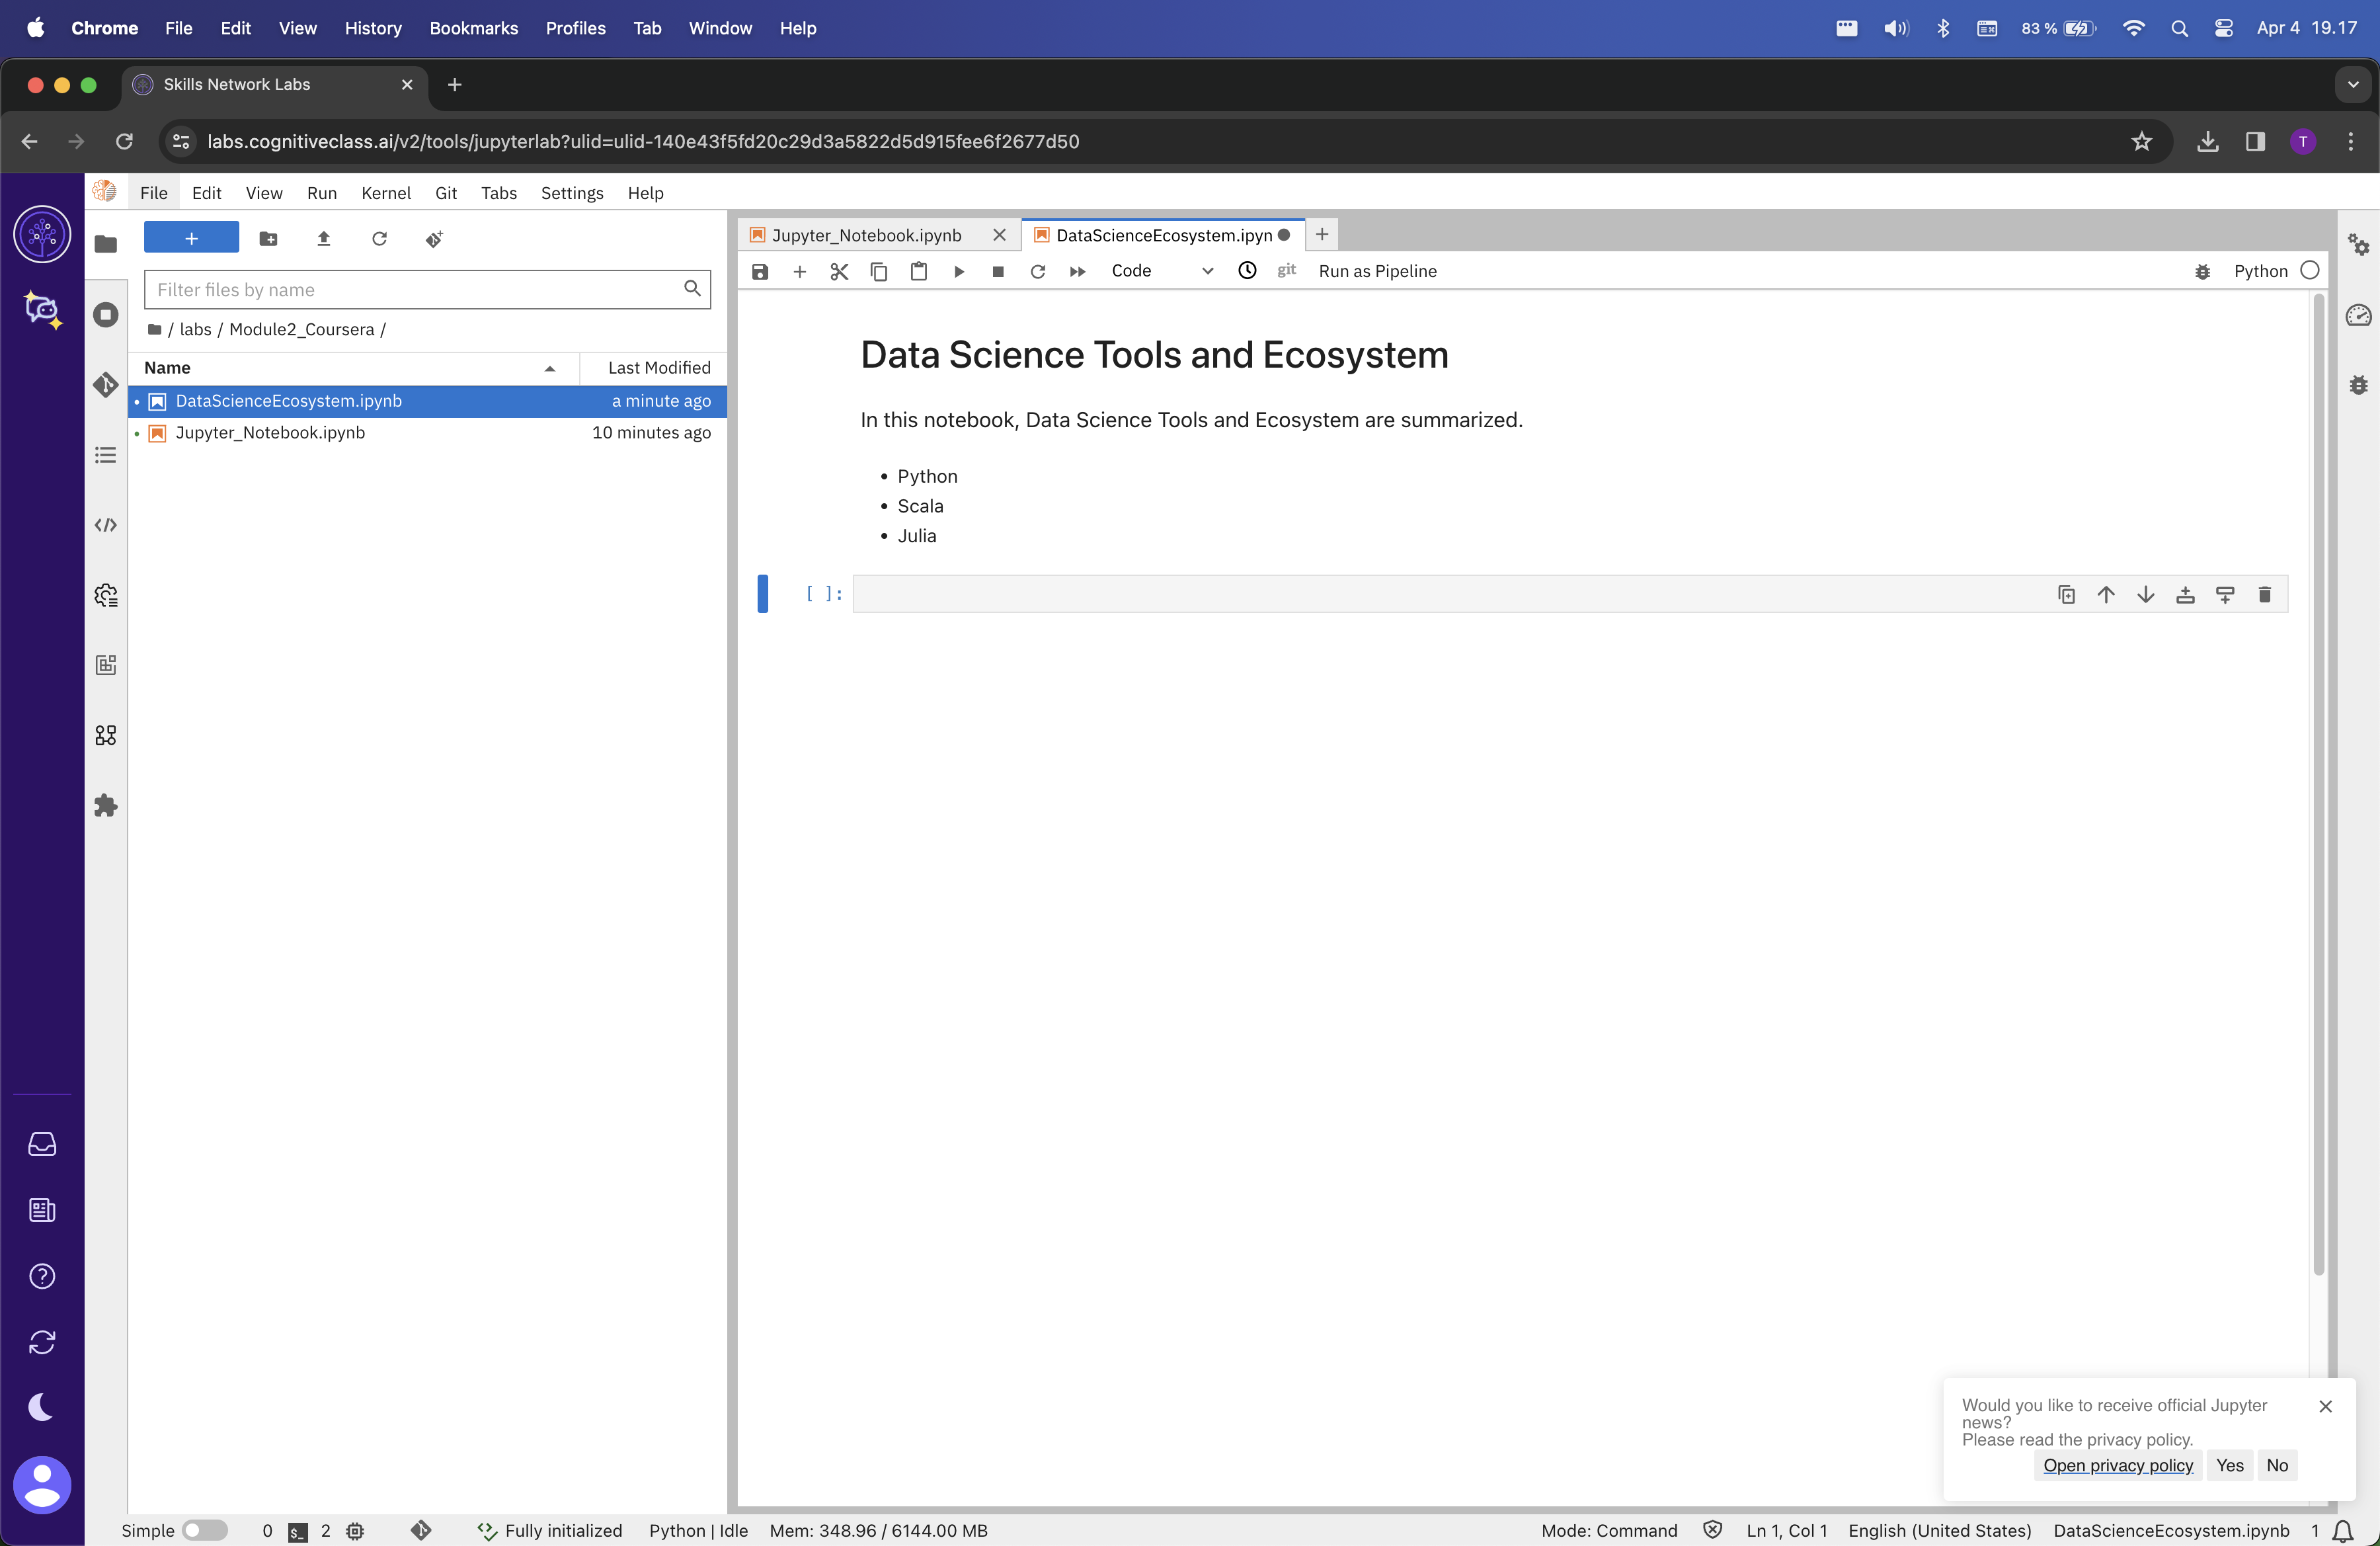 Chrome File Edit View History Bookmarks Profiles Tab Window Help 83 % Apr 4 19.17
Skills Network Labs
labs.cognitiveclass.ai/v2/tools/jupyterlab?ulid=ulid-140e43f5fd20c29d3a5822d5d915fee6f2677d50 T
File Edit View Run Kernel Git Tabs Settings Help
Jupyter_Notebook.ipynb DataScienceEcosystem.ipyn
Code git Run as Pipeline Python
Filter files by name
/ labs / Module2_Coursera /
Name Last Modified
DataScienceEcosystem.ipynb a minute ago
Jupyter_Notebook.ipynb 10 minutes ago
Data Science Tools and Ecosystem
In this notebook, Data Science Tools and Ecosystem are summarized.
• Python
• Scala
• Julia
[ ]:
Would you like to receive official Jupyter
news?
Please read the privacy policy.
Open privacy policy Yes No
Simple 0 $_ 2 Fully initialized Python | Idle Mem: 348.96 / 6144.00 MB Mode: Command Ln 1, Col 1 English (United States) DataScienceEcosystem.ipynb 1